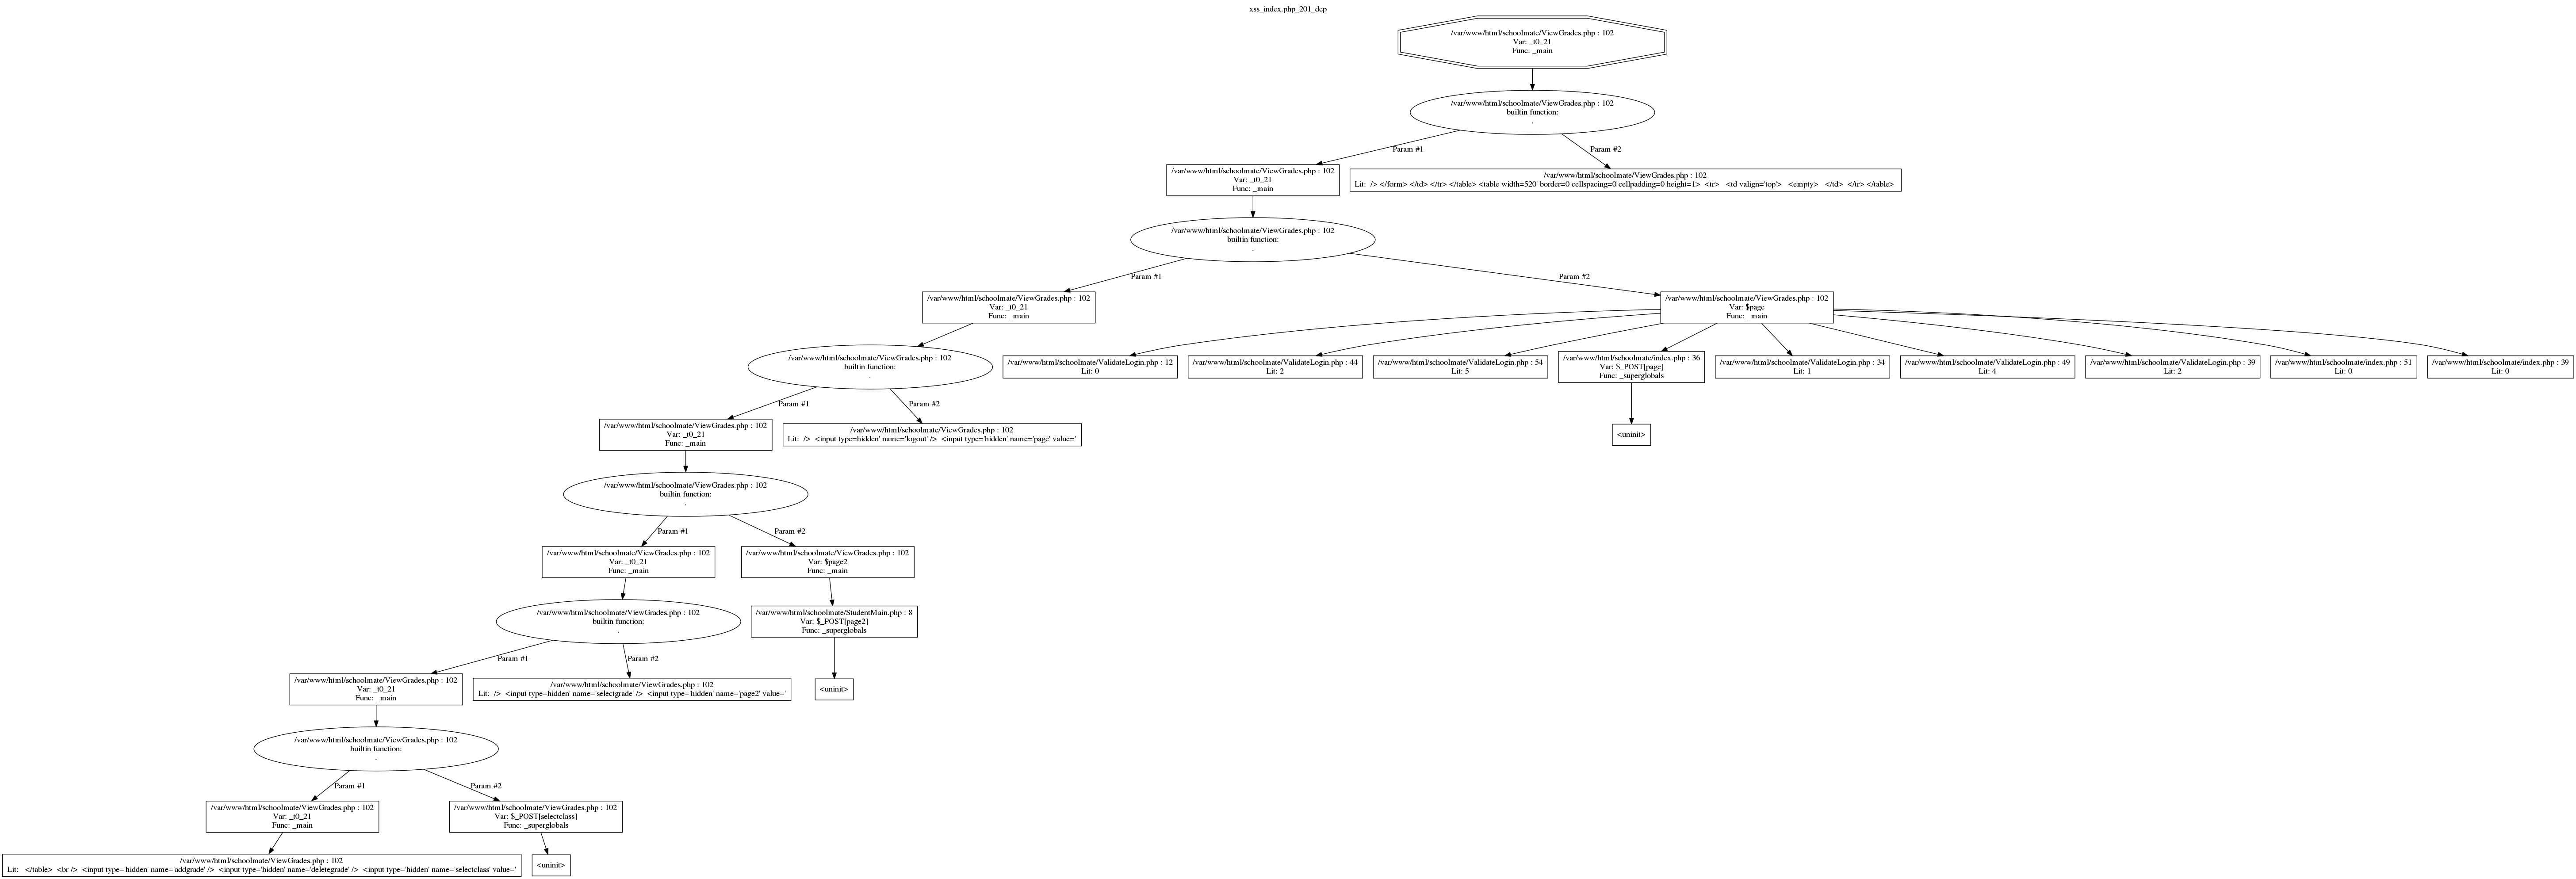 xss_index.php_201_dep
/var/www/html/schoolmate/ViewGrades.php : 102
Var: _t0_21
Func: _main
/var/www/html/schoolmate/ViewGrades.php : 102
builtin function:
.
Param #1
Param #2
/var/www/html/schoolmate/ViewGrades.php : 102
Var: _t0_21
Func: _main
/var/www/html/schoolmate/ViewGrades.php : 102
Lit:  /> </form> </td> </tr> </table> <table width=520' border=0 cellspacing=0 cellpadding=0 height=1>  <tr>   <td valign='top'>   <empty>   </td>  </tr> </table>
/var/www/html/schoolmate/ViewGrades.php : 102
builtin function:
.
Param #1
Param #2
/var/www/html/schoolmate/ViewGrades.php : 102
Var: _t0_21
Func: _main
/var/www/html/schoolmate/ViewGrades.php : 102
Var: $page
Func: _main
/var/www/html/schoolmate/ViewGrades.php : 102
builtin function:
.
/var/www/html/schoolmate/ValidateLogin.php : 12
Lit: 0
/var/www/html/schoolmate/ValidateLogin.php : 44
Lit: 2
/var/www/html/schoolmate/ValidateLogin.php : 54
Lit: 5
/var/www/html/schoolmate/index.php : 36
Var: $_POST[page]
Func: _superglobals
/var/www/html/schoolmate/ValidateLogin.php : 34
Lit: 1
/var/www/html/schoolmate/ValidateLogin.php : 49
Lit: 4
/var/www/html/schoolmate/ValidateLogin.php : 39
Lit: 2
/var/www/html/schoolmate/index.php : 51
Lit: 0
/var/www/html/schoolmate/index.php : 39
Lit: 0
Param #1
Param #2
/var/www/html/schoolmate/ViewGrades.php : 102
Var: _t0_21
Func: _main
/var/www/html/schoolmate/ViewGrades.php : 102
Lit:  />  <input type=hidden' name='logout' />  <input type='hidden' name='page' value='
<uninit>
/var/www/html/schoolmate/ViewGrades.php : 102
builtin function:
.
Param #1
Param #2
/var/www/html/schoolmate/ViewGrades.php : 102
Var: _t0_21
Func: _main
/var/www/html/schoolmate/ViewGrades.php : 102
Var: $page2
Func: _main
/var/www/html/schoolmate/ViewGrades.php : 102
builtin function:
.
/var/www/html/schoolmate/StudentMain.php : 8
Var: $_POST[page2]
Func: _superglobals
Param #1
Param #2
/var/www/html/schoolmate/ViewGrades.php : 102
Var: _t0_21
Func: _main
/var/www/html/schoolmate/ViewGrades.php : 102
Lit:  />  <input type=hidden' name='selectgrade' />  <input type='hidden' name='page2' value='
<uninit>
/var/www/html/schoolmate/ViewGrades.php : 102
builtin function:
.
Param #1
Param #2
/var/www/html/schoolmate/ViewGrades.php : 102
Var: _t0_21
Func: _main
/var/www/html/schoolmate/ViewGrades.php : 102
Var: $_POST[selectclass]
Func: _superglobals
/var/www/html/schoolmate/ViewGrades.php : 102
Lit:   </table>  <br />  <input type='hidden' name='addgrade' />  <input type='hidden' name='deletegrade' />  <input type='hidden' name='selectclass' value='
<uninit>